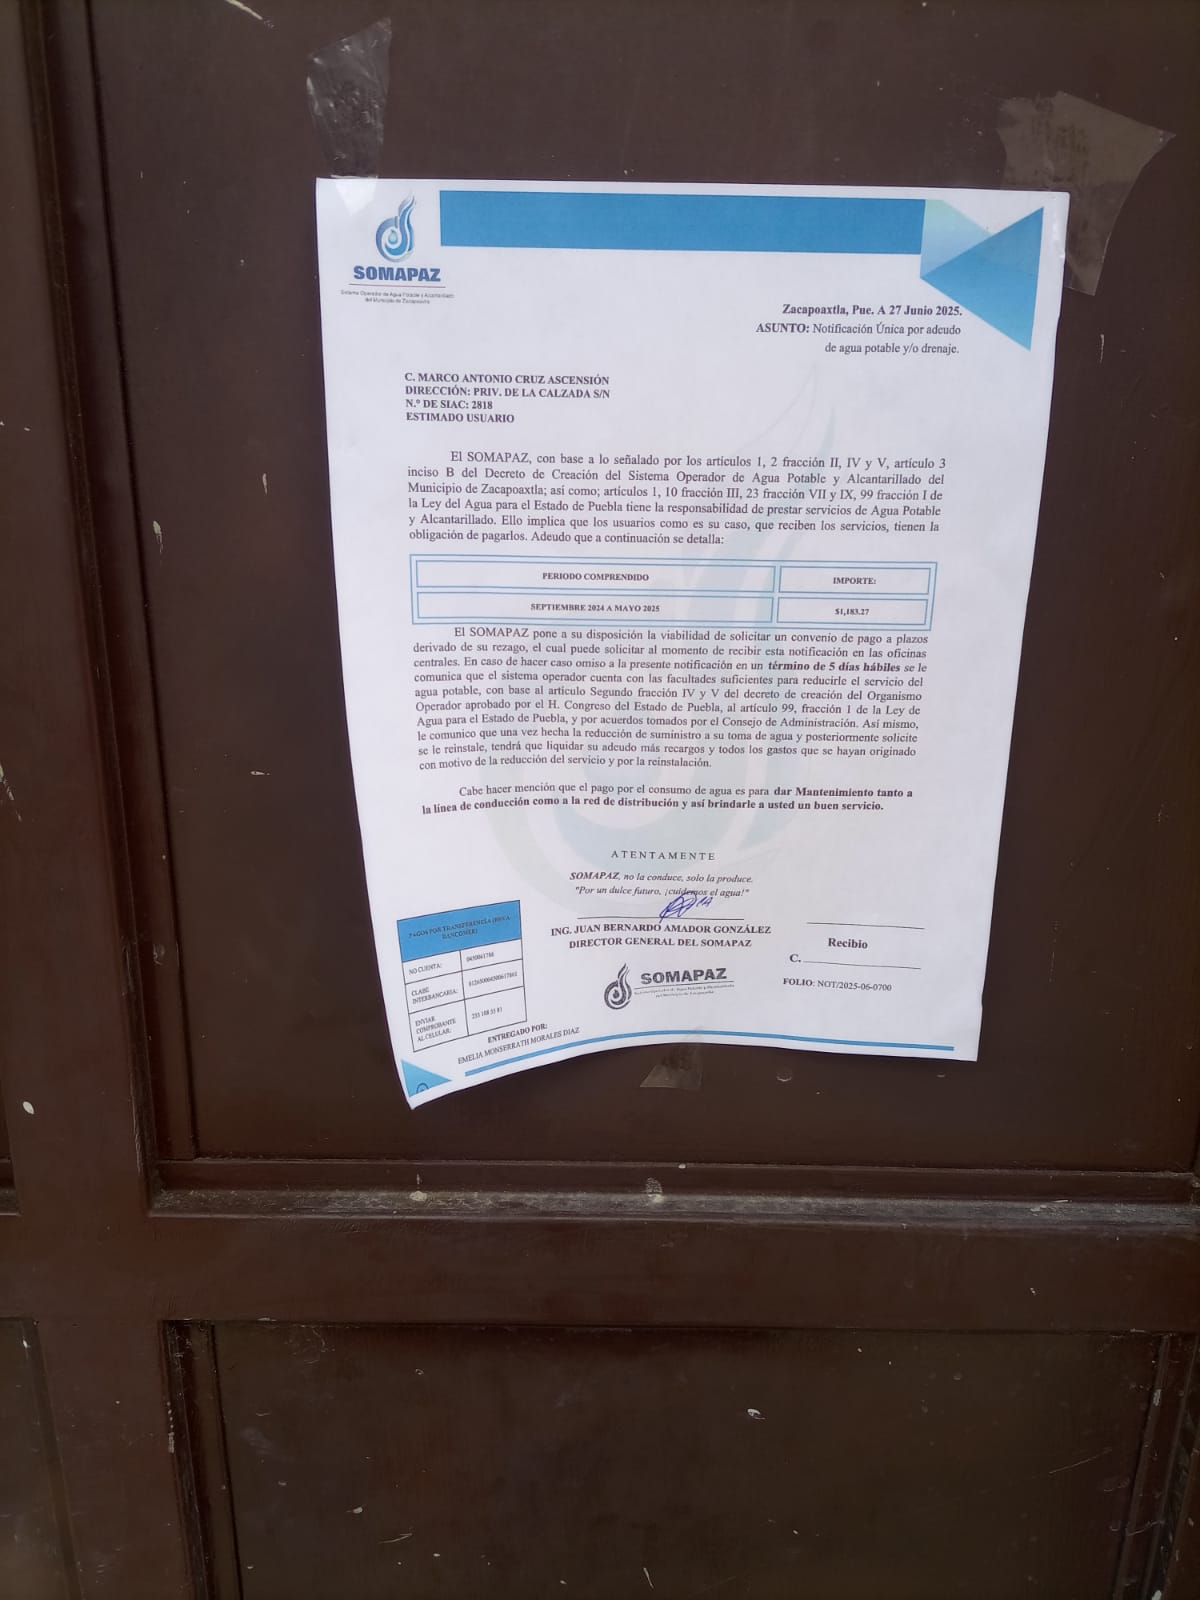 SOMAPAZ
Sistema Operador de Agua Potable y Alcantarillado
del Municipio de Zacapoaxtla
Zacapoaxtla, Pue. A 27 Junio 2025.
ASUNTO: Notificación Única por adeudo
de agua potable y/o drenaje.
C. MARCO ANTONIO CRUZ ASCENSIÓN
DIRECCIÓN: PRIV. DE LA CALZADA S/N
N.º DE SIAC: 2818
ESTIMADO USUARIO
El SOMAPAZ, con base a lo señalado por los artículos 1, 2 fracción II, IV y V, artículo 3
inciso B del Decreto de Creación del Sistema Operador de Agua Potable y Alcantarillado del
Municipio de Zacapoaxtla; así como; artículos 1, 10 fracción III, 23 fracción VII y IX, 99 fracción I de
la Ley del Agua para el Estado de Puebla tiene la responsabilidad de prestar servicios de Agua Potable
y Alcantarillado. Ello implica que los usuarios como es su caso, que reciben los servicios, tienen la
obligación de pagarlos. Adeudo que a continuación se detalla:
PERIODO COMPRENDIDO IMPORTE:
SEPTIEMBRE 2024 A MAYO 2025 $1,183.27
El SOMAPAZ pone a su disposición la viabilidad de solicitar un convenio de pago a plazos
derivado de su rezago, el cual puede solicitar al momento de recibir esta notificación en las oficinas
centrales. En caso de hacer caso omiso a la presente notificación en un término de 5 días hábiles se le
comunica que el sistema operador cuenta con las facultades suficientes para reducirle el servicio del
agua potable, con base al artículo Segundo fracción IV y V del decreto de creación del Organismo
Operador aprobado por el H. Congreso del Estado de Puebla, al artículo 99, fracción 1 de la Ley de
Agua para el Estado de Puebla, y por acuerdos tomados por el Consejo de Administración. Así mismo,
le comunico que una vez hecha la reducción de suministro a su toma de agua y posteriormente solicite
se le reinstale, tendrá que liquidar su adeudo más recargos y todos los gastos que se hayan originado
con motivo de la reducción del servicio y por la reinstalación.
Cabe hacer mención que el pago por el consumo de agua es para dar Mantenimiento tanto a
la línea de conducción como a la red de distribución y así brindarle a usted un buen servicio.
ATENTAMENTE
SOMAPAZ, no la conduce, solo la produce.
"Por un dulce futuro, ¡cuidemos el agua!"
ING. JUAN BERNARDO AMADOR GONZÁLEZ
DIRECTOR GENERAL DEL SOMAPAZ
Recibio
C.
FOLIO: NOT/2025-06-0700
SOMAPAZ
PAGOS POR TRANSFERENCIA (BBVA
BANCOMER)
NO CUENTA:
CLABE
INTERBANCARIA:
ENVIAR
COMPROBANTE
AL CELULAR:
ENTREGADO POR:
EMELIA MONSERRATH MORALES DIAZ